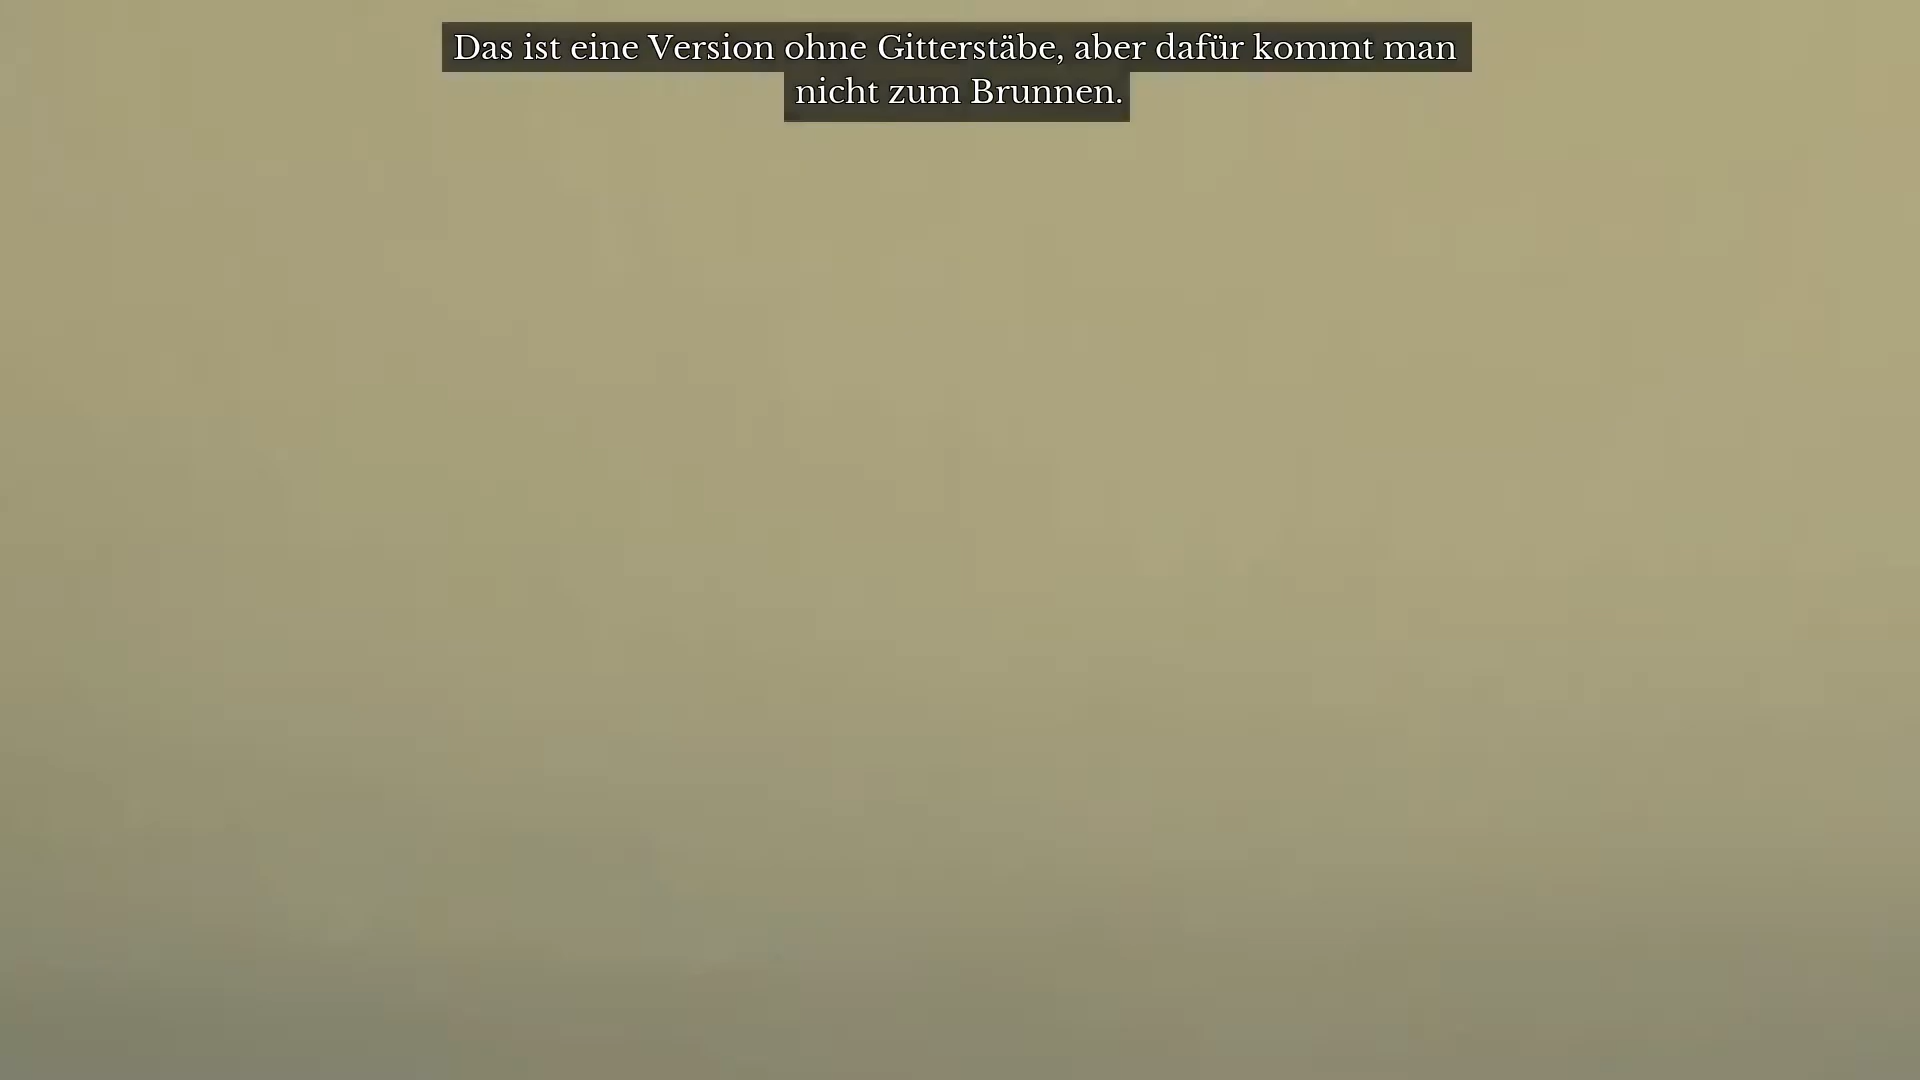 Das ist eine Version ohne Gitterstäbe, aber dafür kommt man
nicht zum Brunnen.